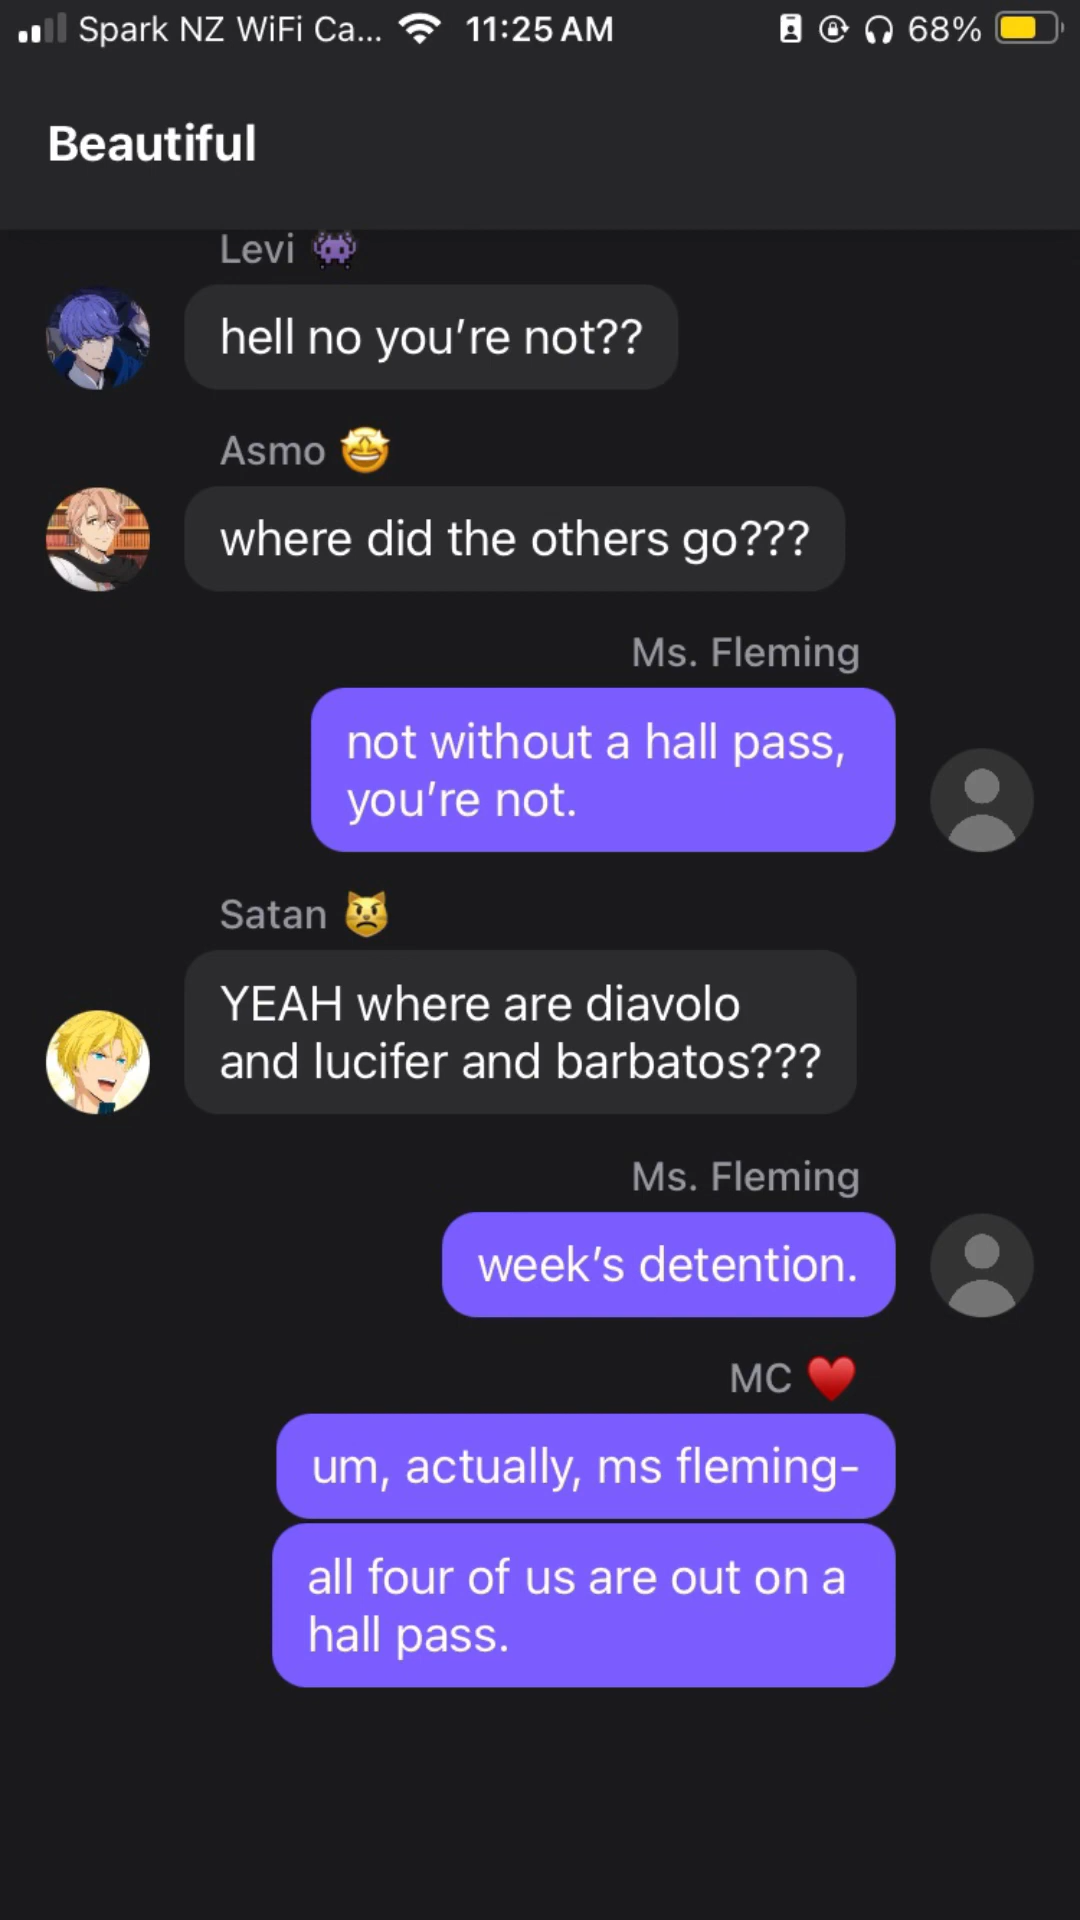 Spark NZ WiFi Ca... 11:25 AM 68%
Beautiful
Levi 👾
hell no you’re not??
Asmo 🤩
where did the others go???
Ms. Fleming
not without a hall pass,
you’re not.
Satan 😾
YEAH where are diavolo
and lucifer and barbatos???
Ms. Fleming
week’s detention.
MC ♥️
um, actually, ms fleming-
all four of us are out on a
hall pass.